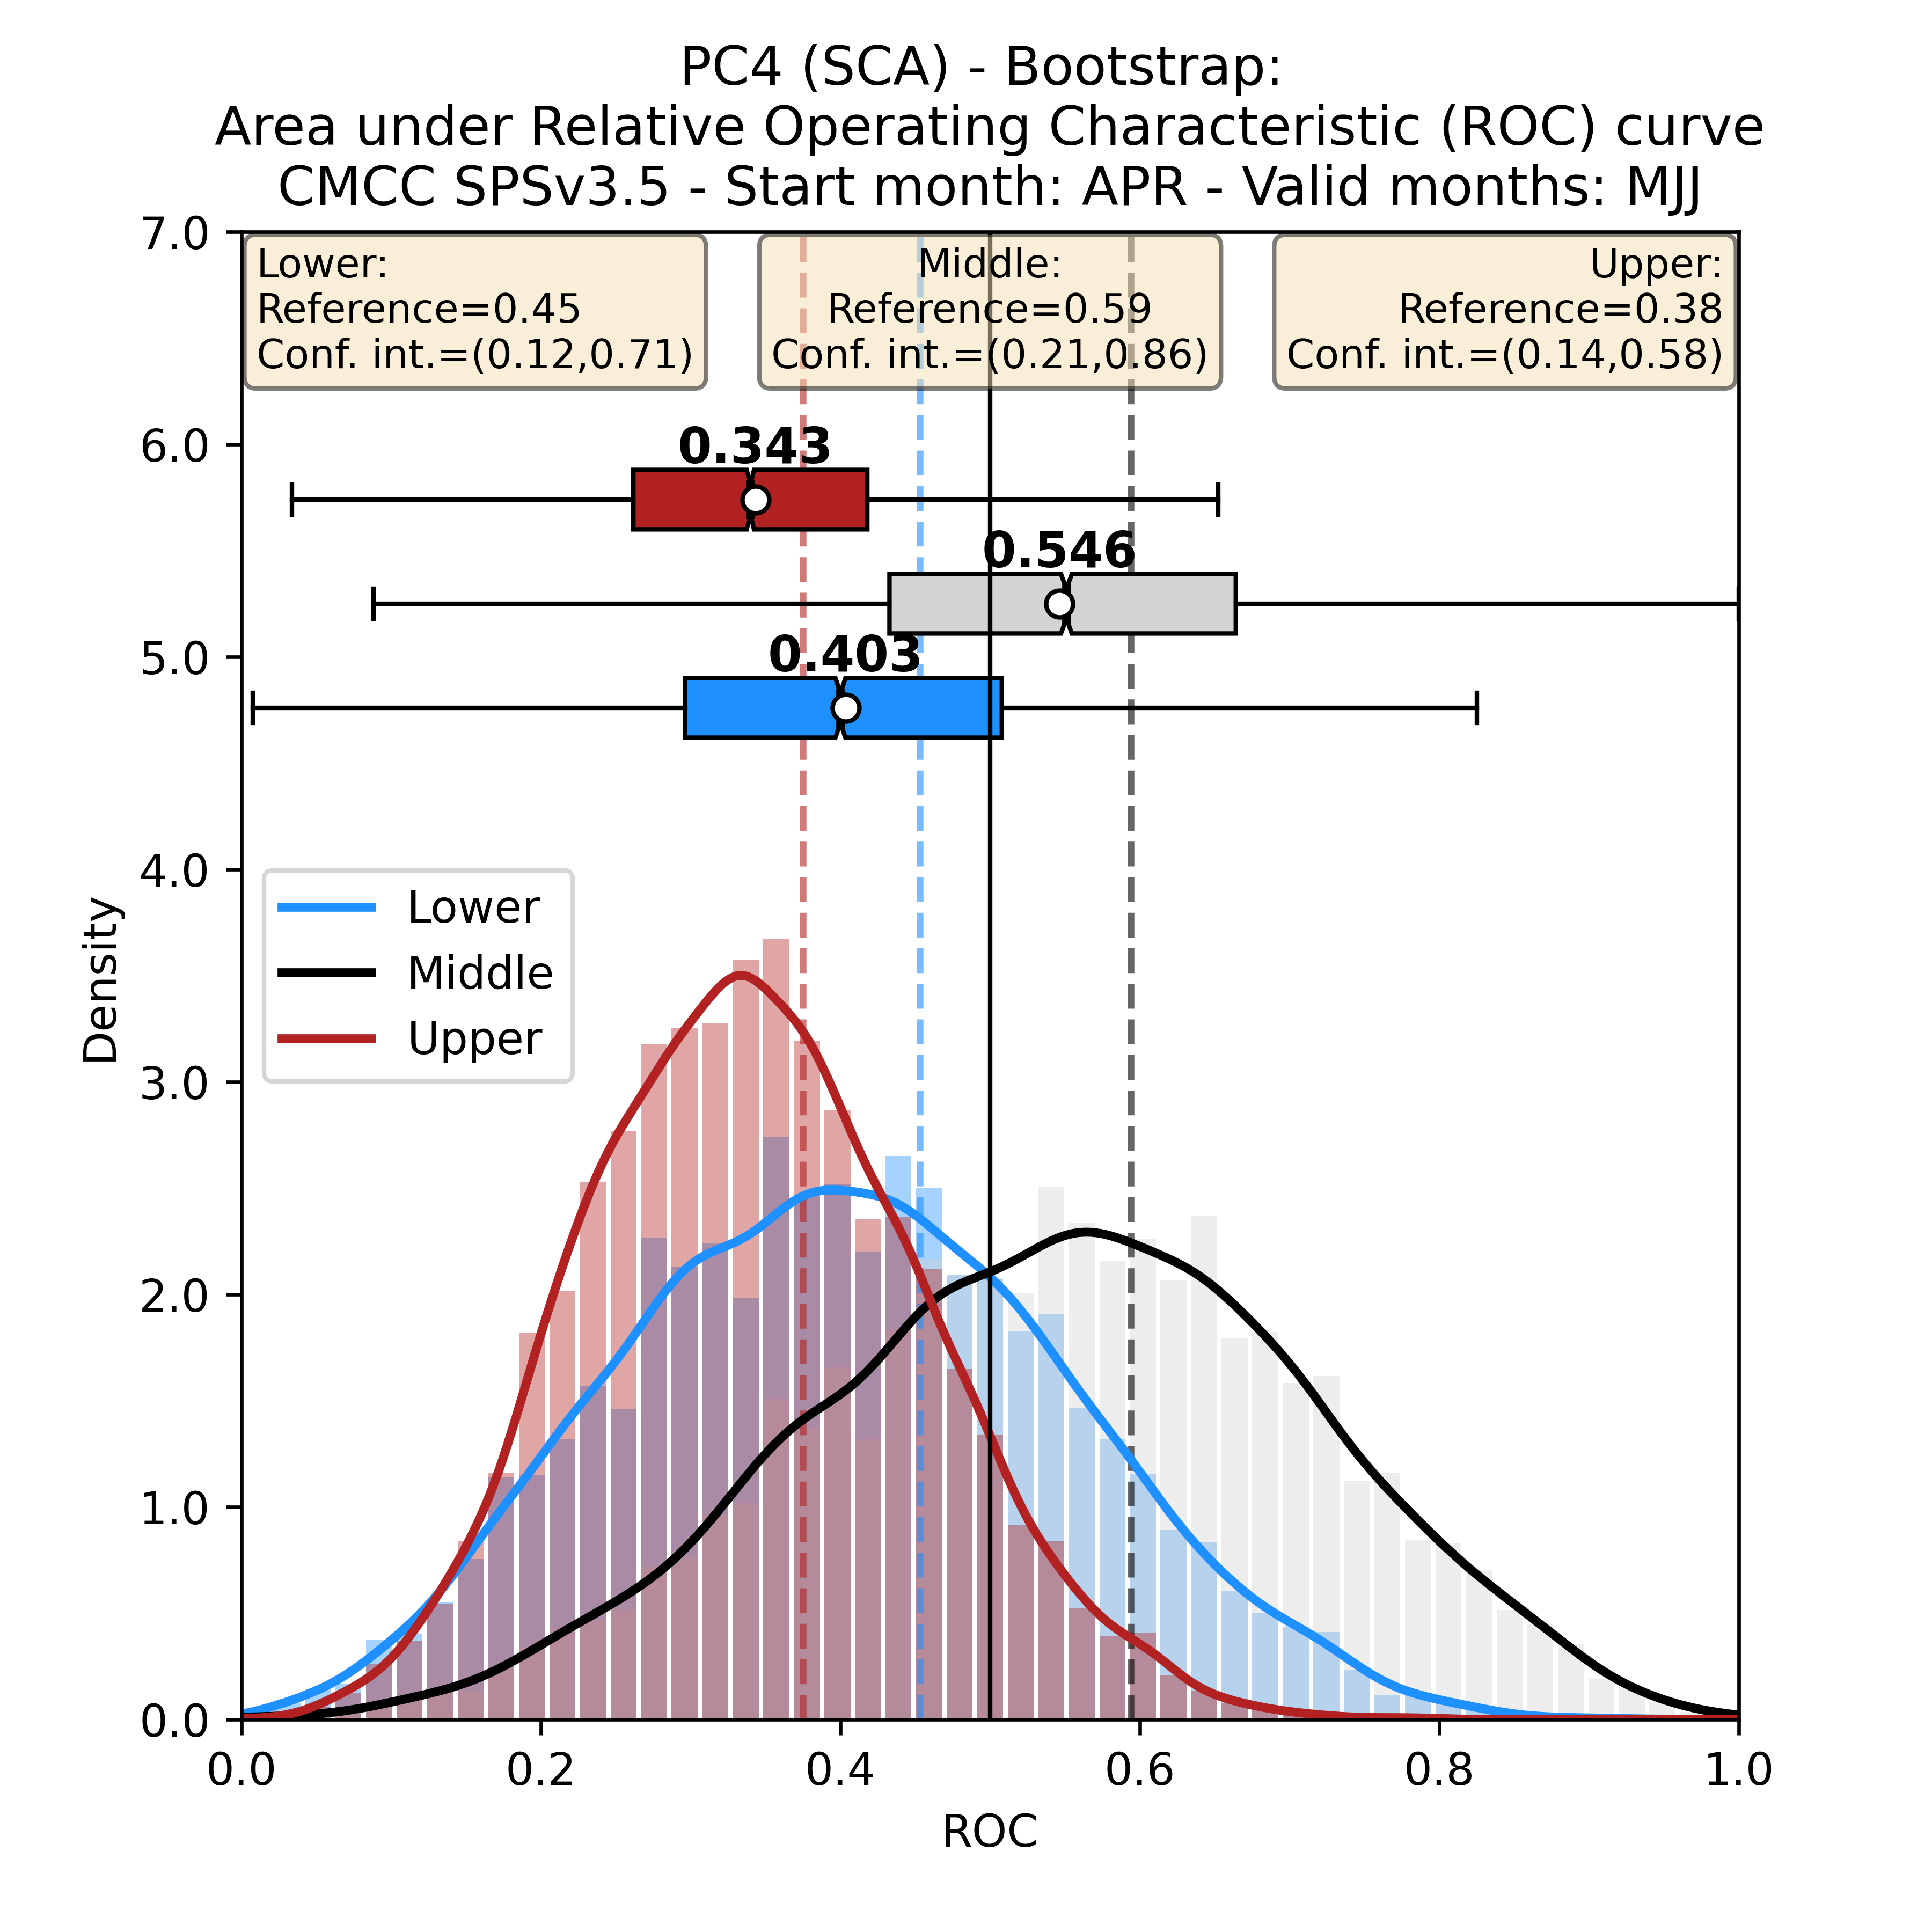 PC4 (SCA) - Bootstrap:
Area under Relative Operating Characteristic (ROC) curve
CMCC SPSv3.5 - Start month: APR - Valid months: MJJ
Lower:
Reference=0.45
Conf. int.=(0.12,0.71)
Middle:
Reference=0.59
Conf. int.=(0.21,0.86)
Upper:
Reference=0.38
Conf. int.=(0.14,0.58)
0.343
0.546
0.403
Lower
Middle
Upper
Density
7.0
6.0
5.0
4.0
3.0
2.0
1.0
0.0
0.0
0.2
0.4
0.6
0.8
1.0
ROC